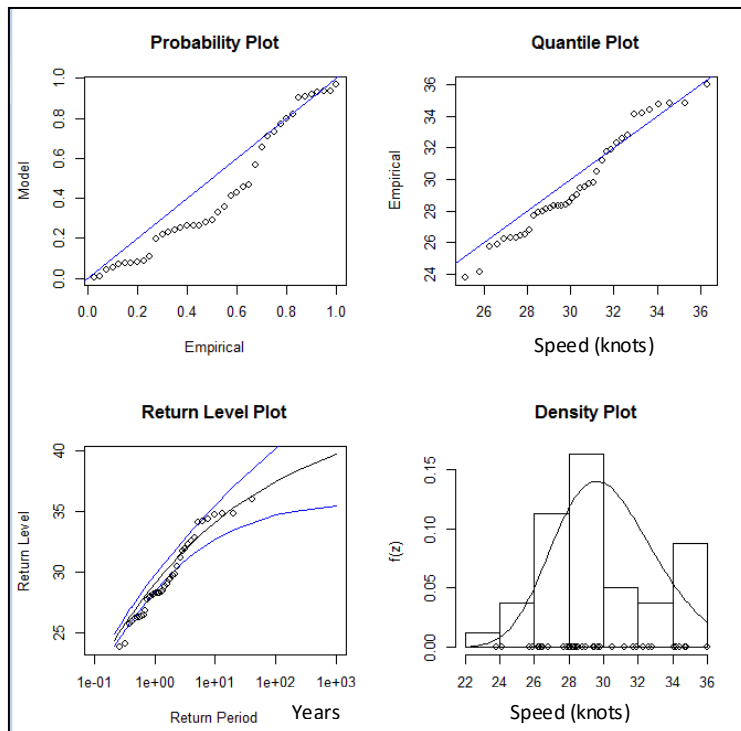 Probability Plot
Model
0.0 0.2 0.4 0.6 0.8 1.0
0.0 0.2 0.4 0.6 0.8 1.0
Empirical
Quantile Plot
Empirical
24 26 28 30 32 34 36
26 28 30 32 34 36
Speed (knots)
Return Level Plot
Return Level
25 30 35 40
1e-01 1e+00 1e+01 1e+02 1e+03
Return Period Years
Density Plot
f(z)
0.00 0.05 0.10 0.15
22 24 26 28 30 32 34 36
Speed (knots)